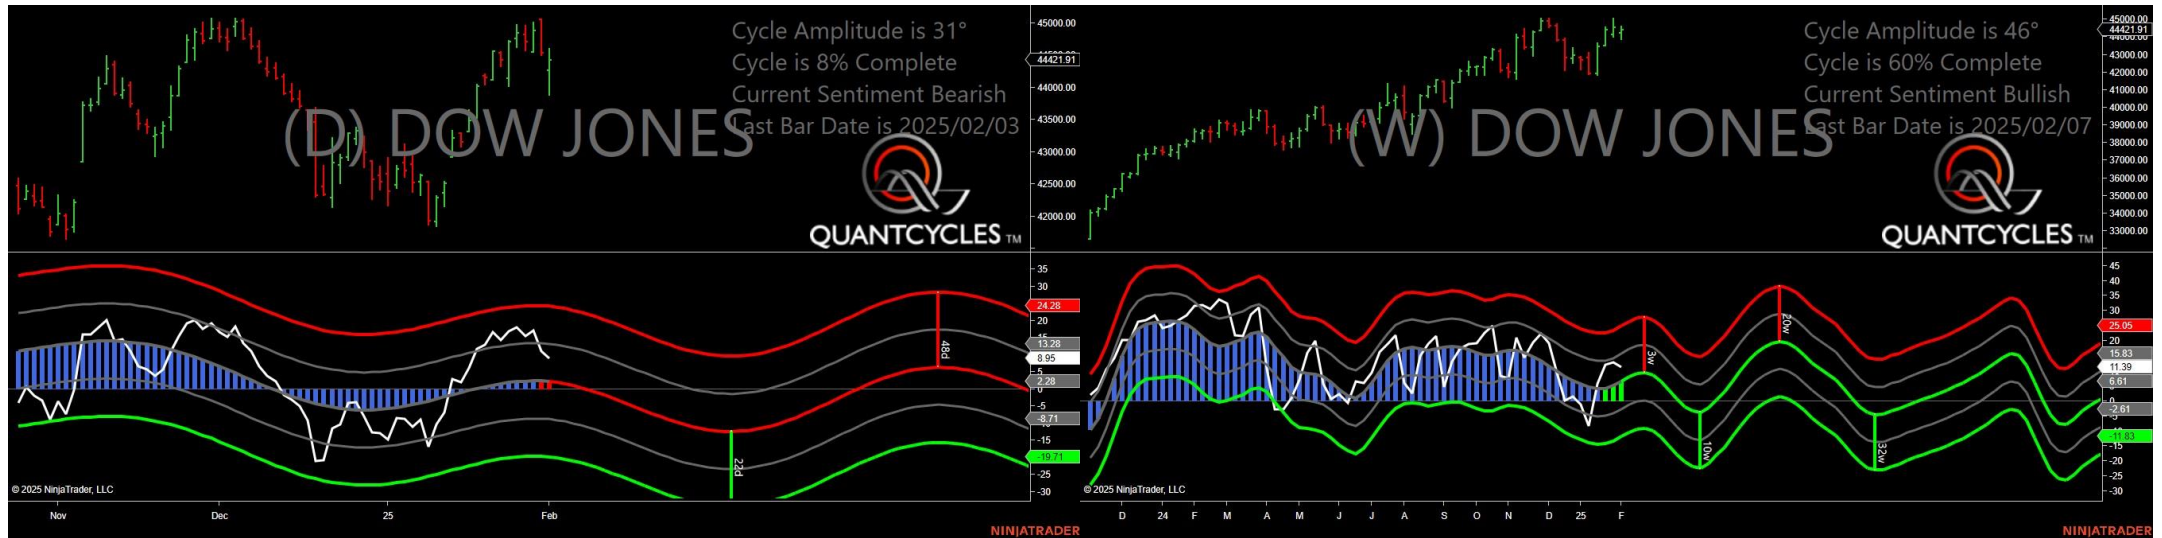 Cycle Amplitude is 31°
Cycle is 8% Complete
Current Sentiment Bearish
Last Bar Date is 2025/02/03
(D) DOW JONES
QUANTCYCLES TM
45000.00
44421.91
44000.00
43500.00
43000.00
42500.00
42000.00
35
30
24.28
20
13.28
8.95
5
2.28
-5
-8.71
-15
-19.71
-25
-30
48d
22d
© 2025 NinjaTrader, LLC
Nov
Dec
25
Feb
NINJATRADER
Cycle Amplitude is 46°
Cycle is 60% Complete
Current Sentiment Bullish
Last Bar Date is 2025/02/07
(W) DOW JONES
QUANTCYCLES TM
45000.00
44421.91
43000.00
42000.00
41000.00
40000.00
39000.00
38000.00
37000.00
36000.00
35000.00
34000.00
33000.00
45
40
35
30
25.05
20
15.83
11.39
6.61
-2.61
-11.83
-15
-20
-25
-30
3w
10w
20w
32w
© 2025 NinjaTrader, LLC
D
24
F
M
A
M
J
J
A
S
O
N
D
25
F
NINJATRADER